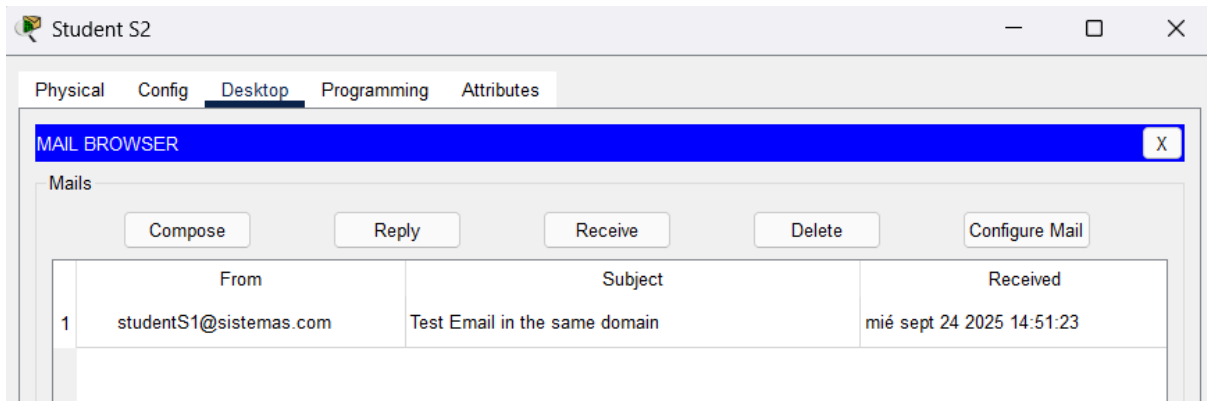 Student S2
Physical Config Desktop Programming Attributes
MAIL BROWSER X
Mails
Compose Reply Receive Delete Configure Mail
From Subject Received
1 studentS1@sistemas.com Test Email in the same domain mié sept 24 2025 14:51:23